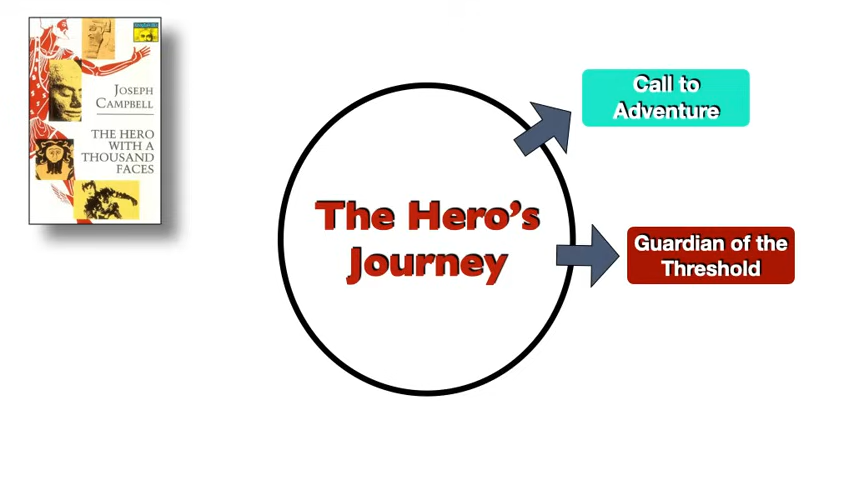 JOSEPH
CAMPBELL
THE HERO
WITH A
THOUSAND
FACES
The Hero's
Journey
Call to
Adventure
Guardian of the
Threshold